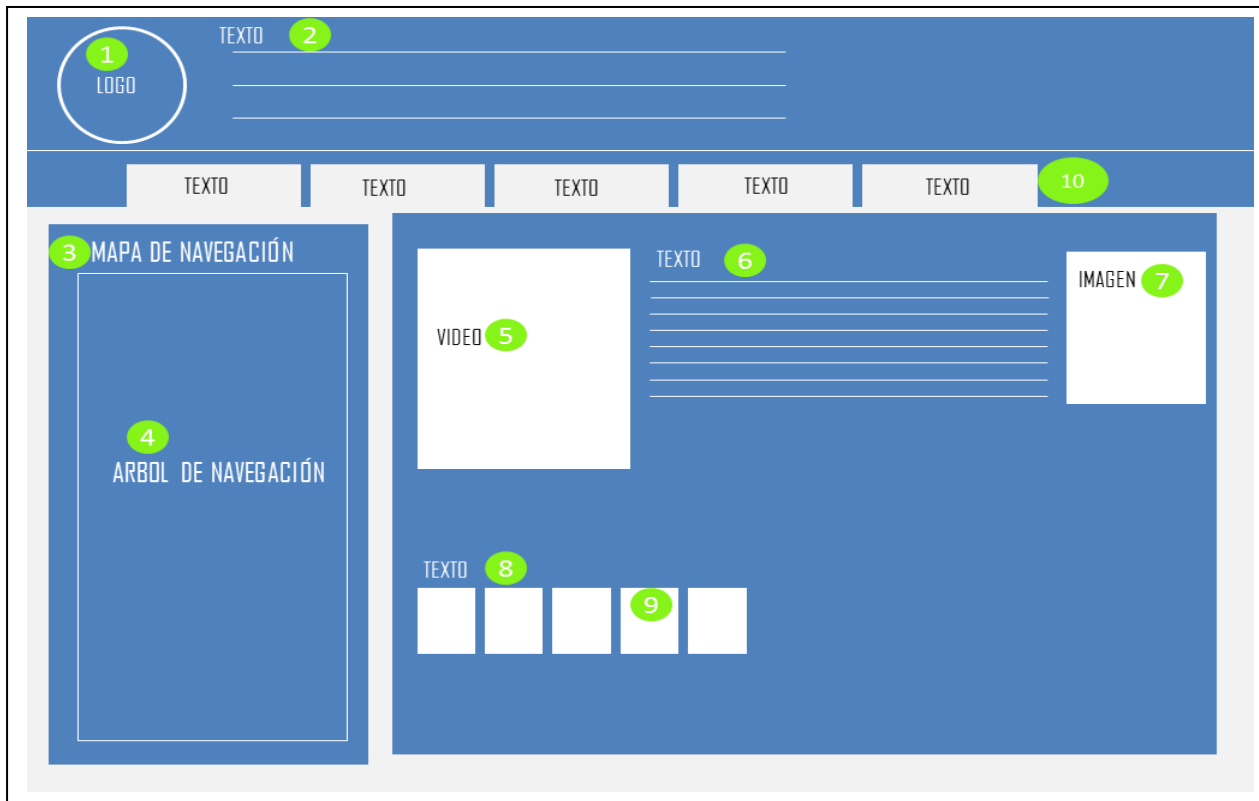 TEXTO 2
1
LOGO
TEXTO TEXTO TEXTO TEXTO TEXTO 10
3 MAPA DE NAVEGACIÓN
4
ARBOL DE NAVEGACIÓN
VIDEO 5
TEXTO 6
IMAGEN 7
TEXTO 8
9